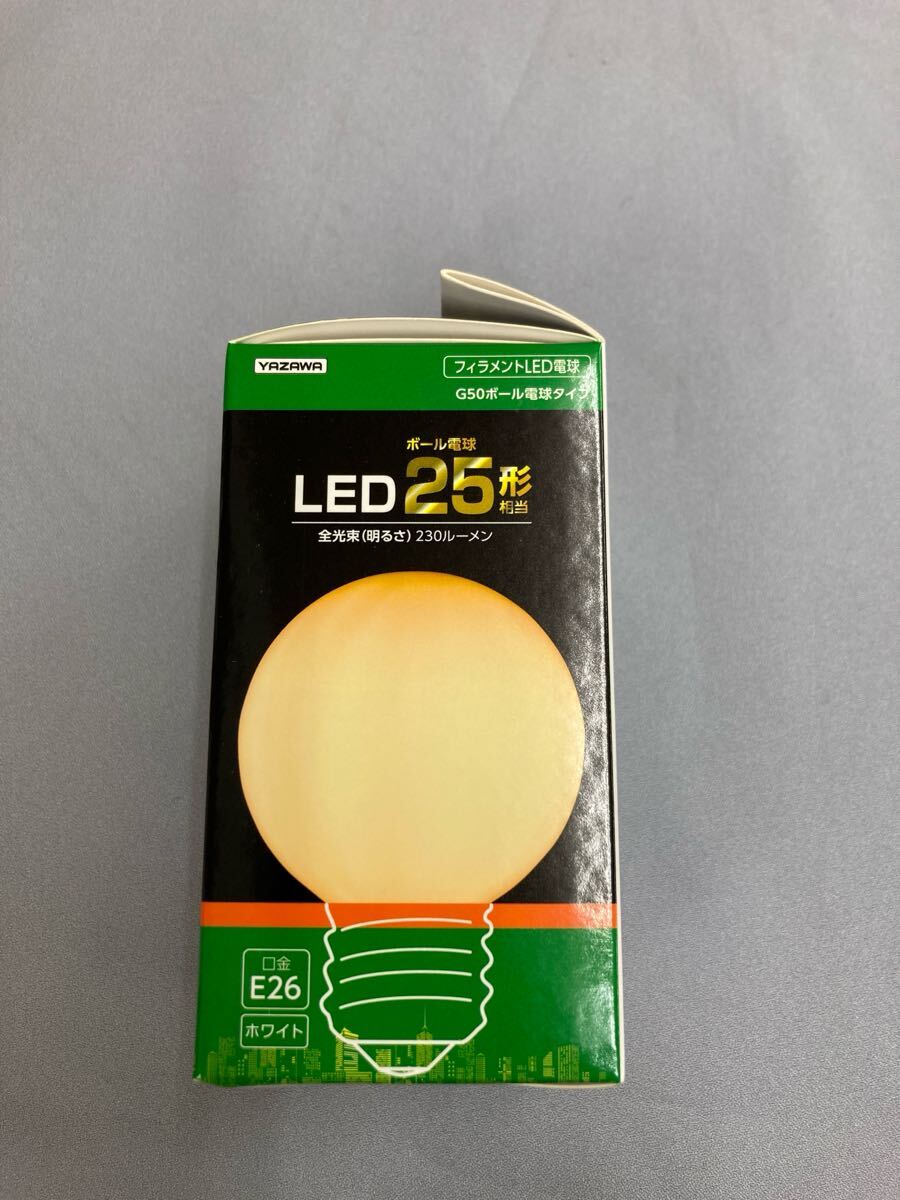 YAZAWA
フィラメントLED電球
G50ボール電球タイプ
ボール電球
LED 25形
相当
全光束(明るさ) 230ルーメン
口金
E26
ホワイト